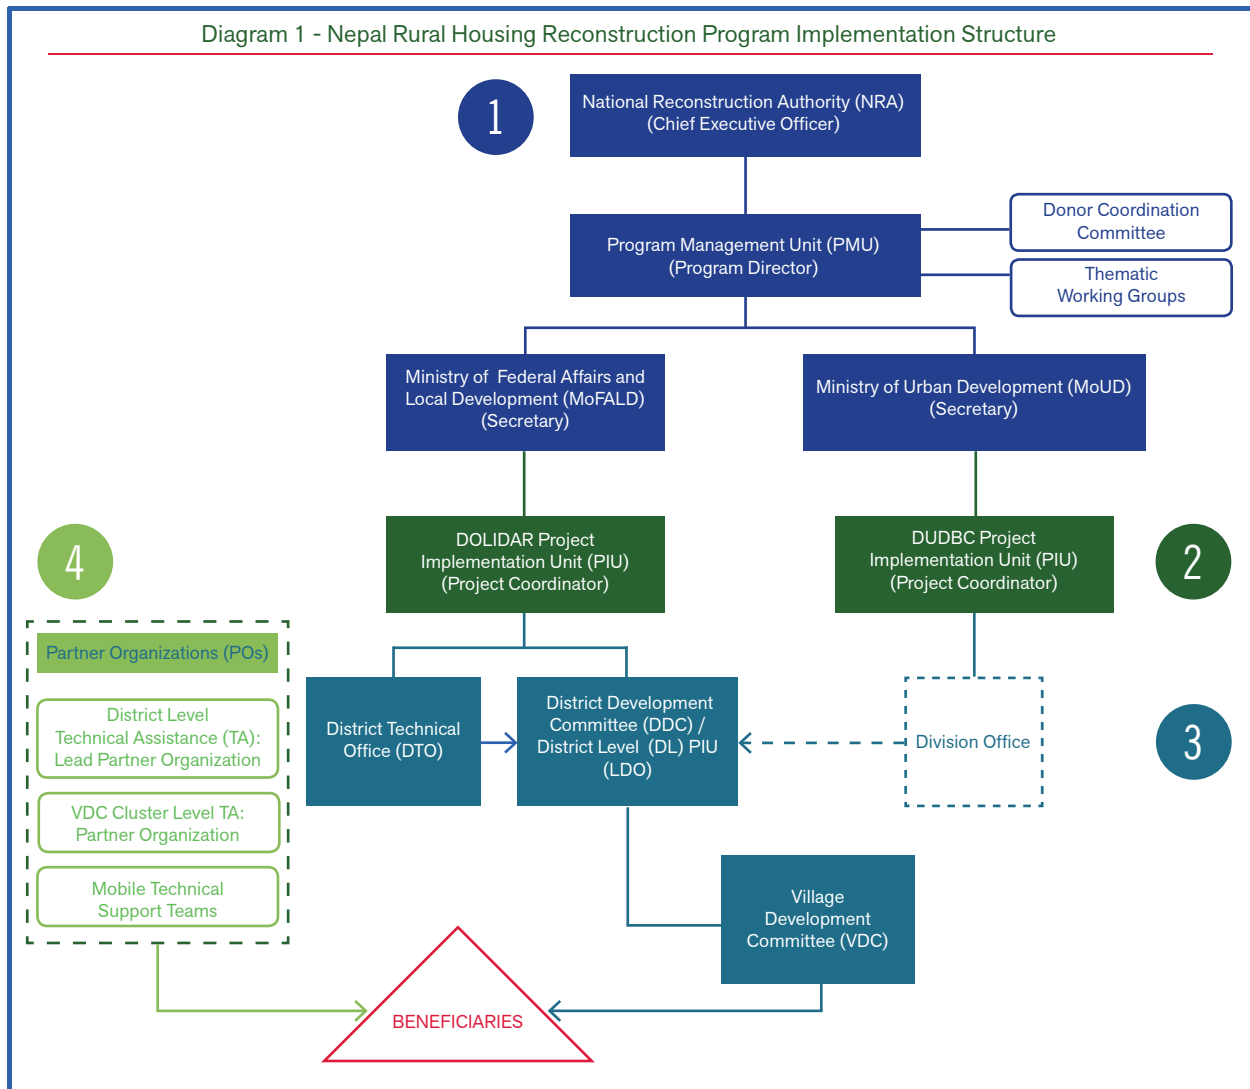 Diagram 1 - Nepal Rural Housing Reconstruction Program Implementation Structure
1
National Reconstruction Authority (NRA)
(Chief Executive Officer)
Donor Coordination
Committee
Program Management Unit (PMU)
(Program Director)
Thematic
Working Groups
Ministry of Federal Affairs and
Local Development (MoFALD)
(Secretary)
Ministry of Urban Development (MoUD)
(Secretary)
4
DOLIDAR Project
Implementation Unit (PIU)
(Project Coordinator)
DUDBC Project
Implementation Unit (PIU)
(Project Coordinator)
2
Partner Organizations (POs)
District Level
Technical Assistance (TA):
Lead Partner Organization
VDC Cluster Level TA:
Partner Organization
Mobile Technical
Support Teams
District Technical
Office (DTO)
District Development
Committee (DDC) /
District Level (DL) PIU
(LDO)
Division Office
3
Village
Development
Committee (VDC)
BENEFICIARIES